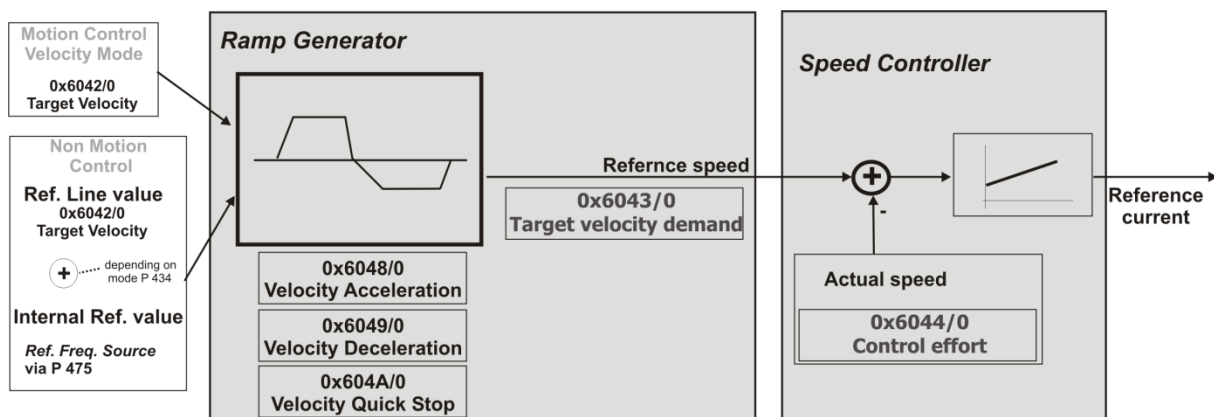 Motion Control
Velocity Mode
0x6042/0
Target Velocity
Non Motion
Control
Ref. Line value
0x6042/0
Target Velocity
+
depending on
mode P 434
Internal Ref. value
Ref. Freq. Source
via P 475
Ramp Generator
0x6048/0
Velocity Acceleration
0x6049/0
Velocity Deceleration
0x604A/0
Velocity Quick Stop
Refernce speed
0x6043/0
Target velocity demand
Speed Controller
+
-
Actual speed
0x6044/0
Control effort
Reference
current